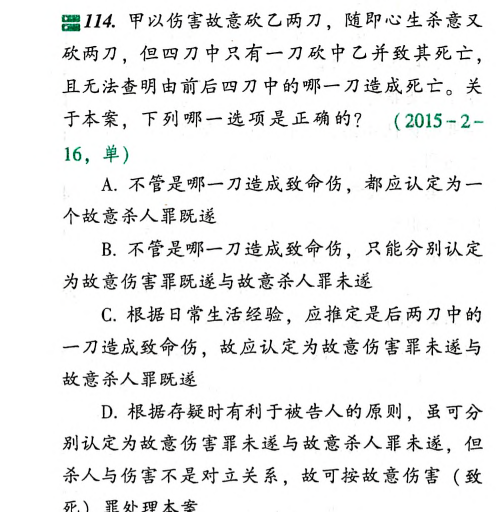 114. 甲以伤害故意砍乙两刀，随即心生杀意又
砍两刀，但四刀中只有一刀砍中乙并致其死亡，
且无法查明由前后四刀中的哪一刀造成死亡。关
于本案，下列哪一选项是正确的？（2015-2-
16，单）
A. 不管是哪一刀造成致命伤，都应认定为一
个故意杀人罪既遂
B. 不管是哪一刀造成致命伤，只能分别认定
为故意伤害罪既遂与故意杀人罪未遂
C. 根据日常生活经验，应推定是后两刀中的
一刀造成致命伤，故应认定为故意伤害罪未遂与
故意杀人罪既遂
D. 根据存疑时有利于被告人的原则，虽可分
别认定为故意伤害罪未遂与故意杀人罪未遂，但
杀人与伤害不是对立关系，故可按故意伤害（致
死）罪处理本案